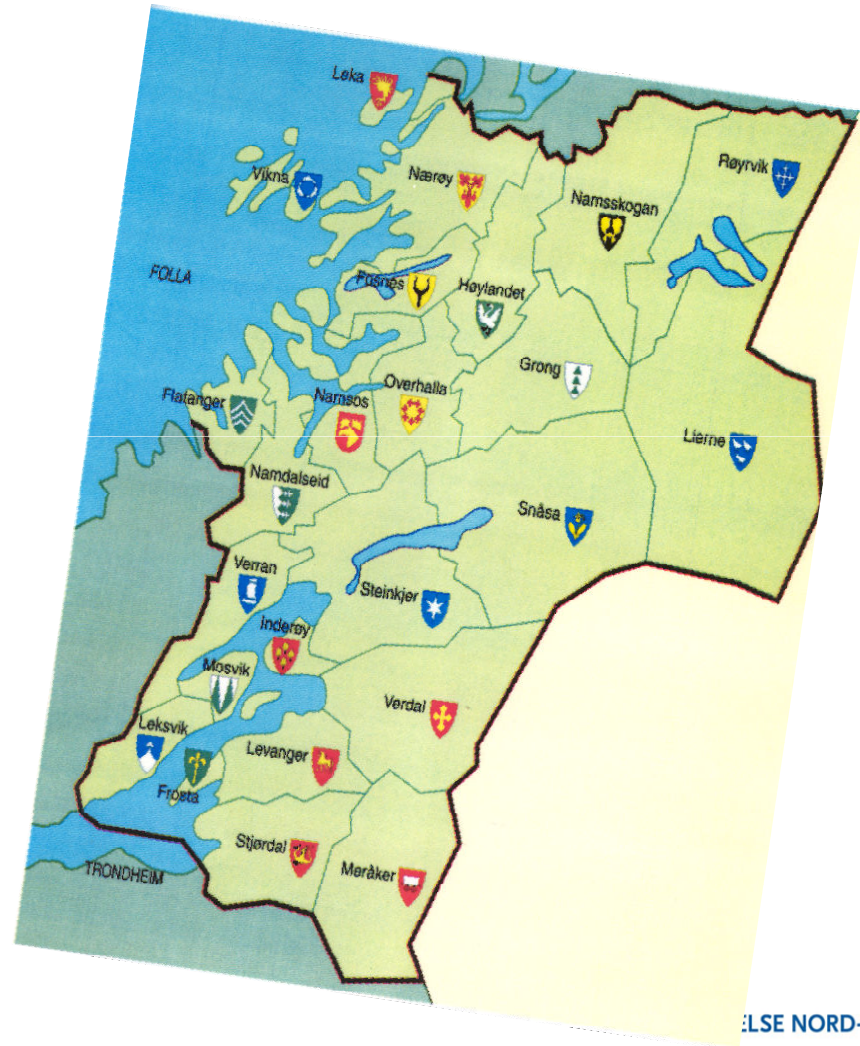 Leka
Røyrvik
Nærøy
Vikna
Namsskogan
FOLLA
Fosnes
Høylandet
Grong
Overhalla
Namsos
Flatanger
Lierne
Namdalseid
Snåsa
Verran
Steinkjer
Inderøy
Mosvik
Verdal
Leksvik
Levanger
Frosta
Stjørdal
Meråker
TRONDHEIM
ELSE NORD-